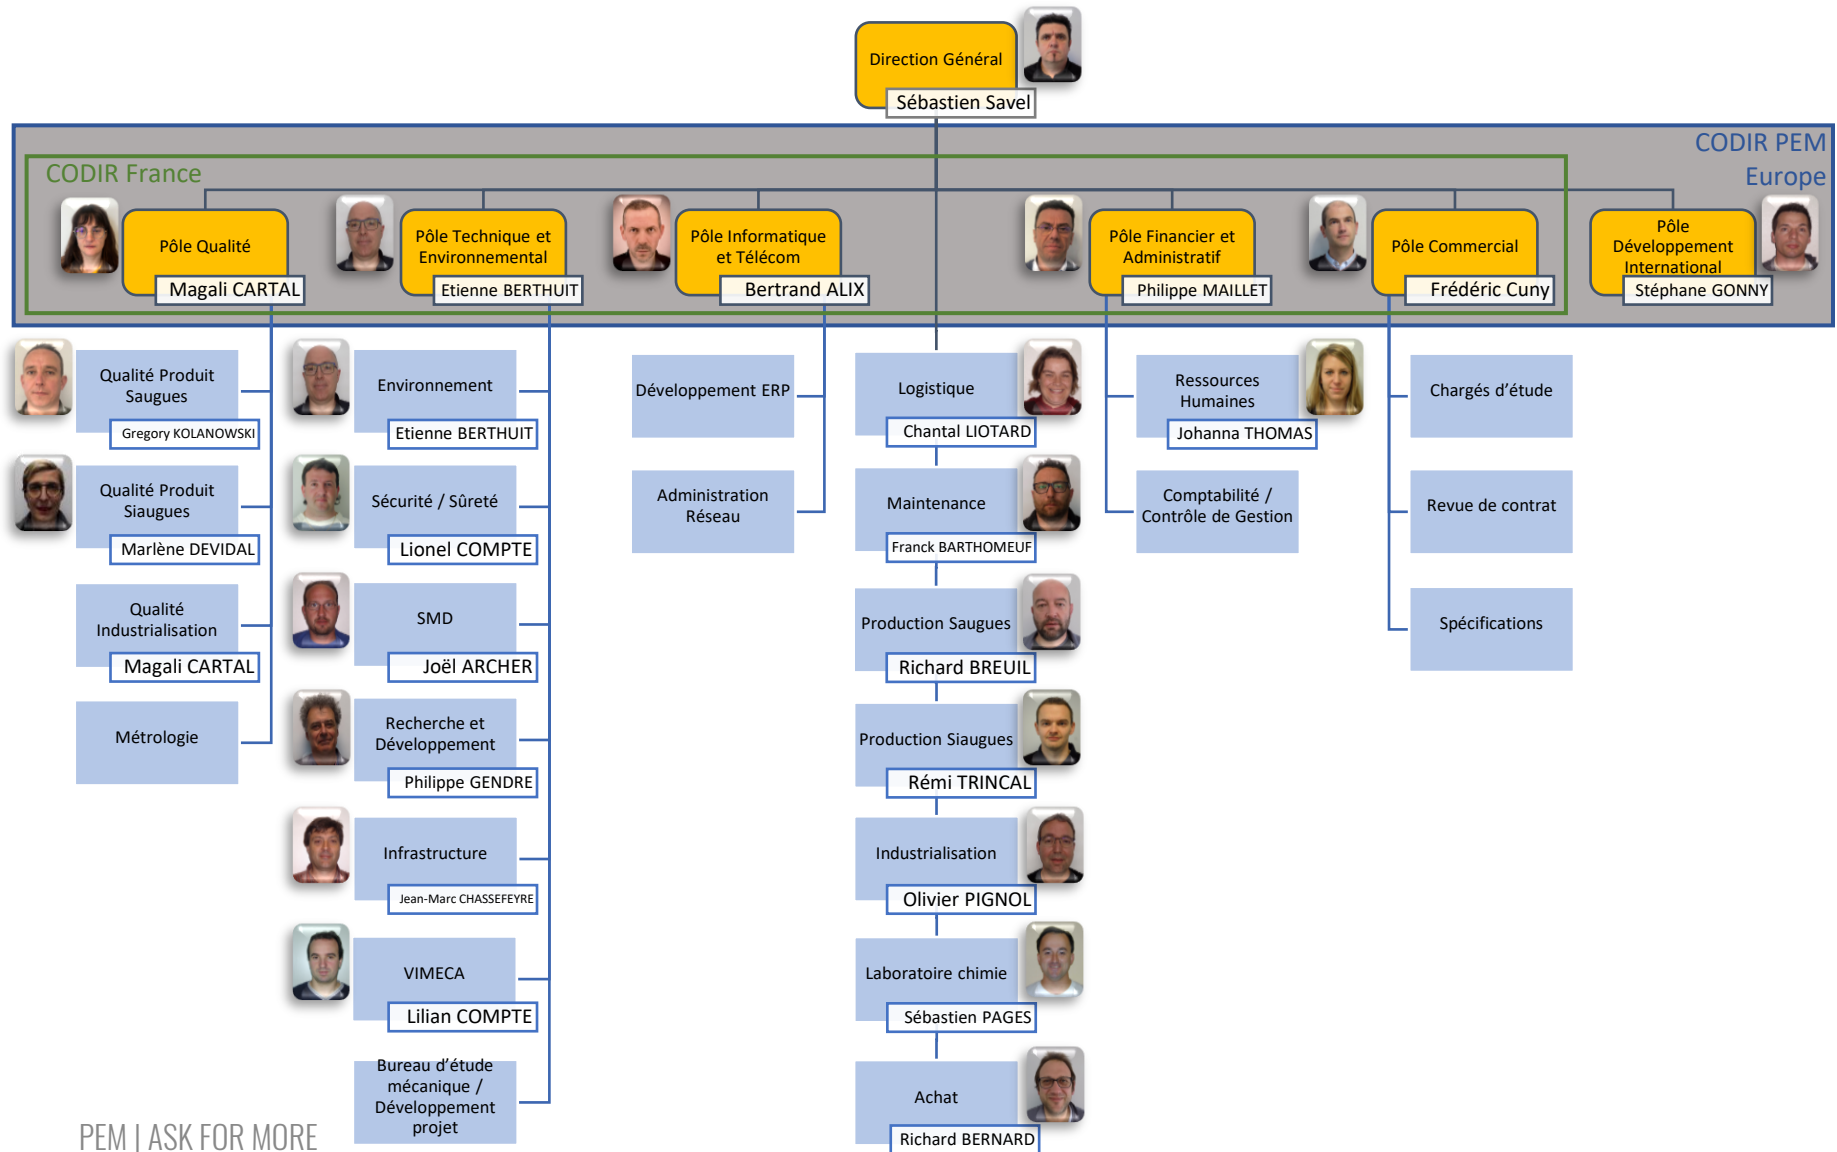 Direction Général
Sébastien Savel
CODIR PEM
Europe
CODIR France
Pôle Qualité
Magali CARTAL
Pôle Technique et
Environnemental
Etienne BERTHUIT
Pôle Informatique
et Télécom
Bertrand ALIX
Pôle Financier et
Administratif
Philippe MAILLET
Pôle Commercial
Frédéric Cuny
Pôle
Développement
International
Stéphane GONNY
Qualité Produit
Saugues
Gregory KOLANOWSKI
Qualité Produit
Siaugues
Marlène DEVIDAL
Qualité
Industrialisation
Magali CARTAL
Métrologie
Environnement
Etienne BERTHUIT
Sécurité / Sûreté
Lionel COMPTE
SMD
Joël ARCHER
Recherche et
Développement
Philippe GENDRE
Infrastructure
Jean-Marc CHASSEFEYRE
VIMECA
Lilian COMPTE
Bureau d’étude
mécanique /
Développement
projet
Développement ERP
Administration
Réseau
Logistique
Chantal LIOTARD
Maintenance
Franck BARTHOMEUF
Production Saugues
Richard BREUIL
Production Siaugues
Rémi TRINCAL
Industrialisation
Olivier PIGNOL
Laboratoire chimie
Sébastien PAGES
Achat
Richard BERNARD
Ressources
Humaines
Johanna THOMAS
Comptabilité /
Contrôle de Gestion
Chargés d’étude
Revue de contrat
Spécifications
PEM | ASK FOR MORE